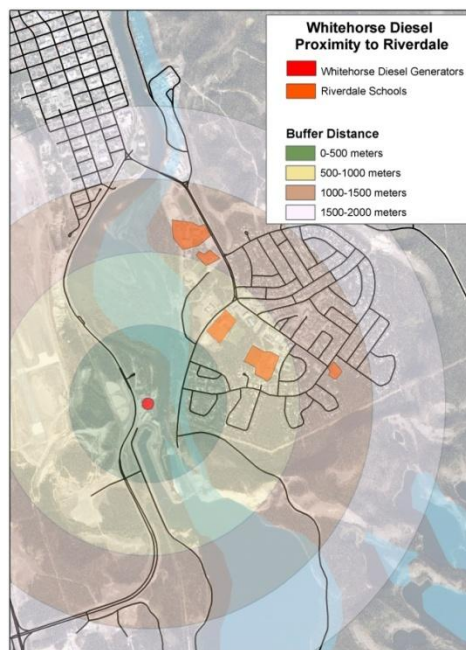 Whitehorse Diesel
Proximity to Riverdale
Whitehorse Diesel Generators
Riverdale Schools
Buffer Distance
0-500 meters
500-1000 meters
1000-1500 meters
1500-2000 meters